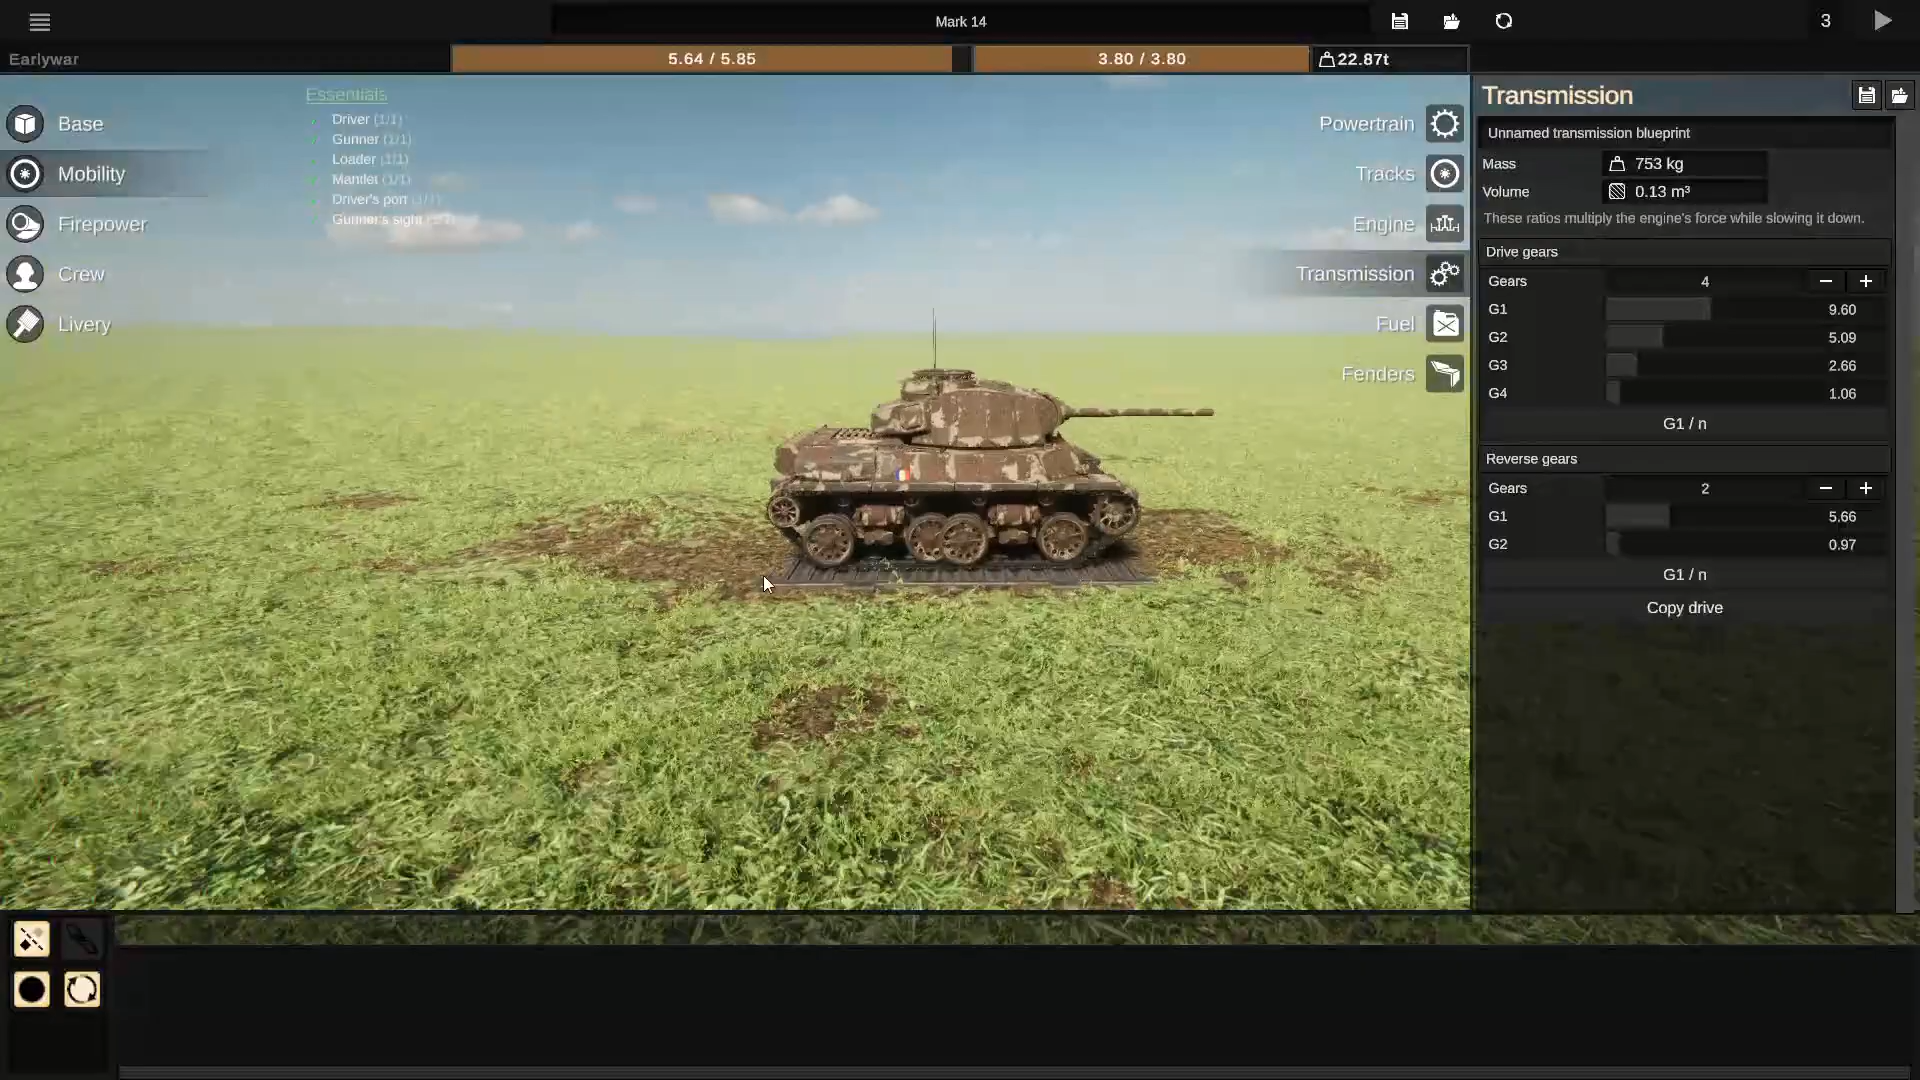 Mark 14
3
Earlywar
5.64 / 5.85
3.80 / 3.80
22.87t
Base
Mobility
Firepower
Crew
Livery
Essentials
Driver (1/1)
Gunner (1/1)
Loader (1/1)
Mantlet (1/1)
Driver's port (1/1)
Gunner's sight
Powertrain
Tracks
Engine
Transmission
Fuel
Fenders
Transmission
Unnamed transmission blueprint
Mass 753 kg
Volume 0.13 m³
These ratios multiply the engine's force while slowing it down.
Drive gears
Gears 4 − +
G1 9.60
G2 5.09
G3 2.66
G4 1.06
G1 / n
Reverse gears
Gears 2 − +
G1 5.66
G2 0.97
G1 / n
Copy drive